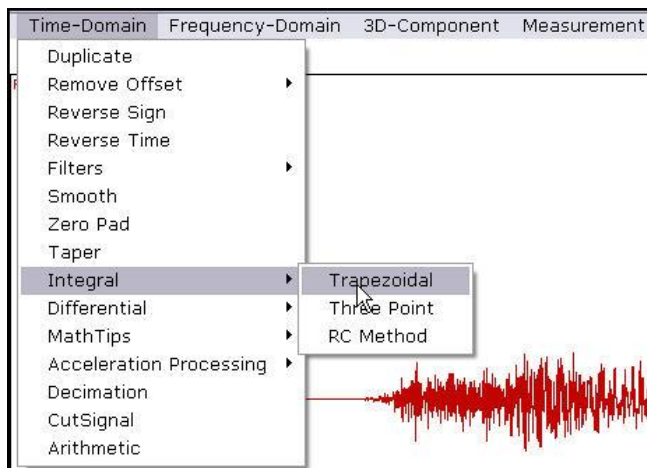 Time-Domain Frequency-Domain 3D-Component Measurement
Duplicate
Remove Offset
Reverse Sign
Reverse Time
Filters
Smooth
Zero Pad
Taper
Integral
Trapezoidal
Differential
Three Point
MathTips
RC Method
Acceleration Processing
Decimation
CutSignal
Arithmetic